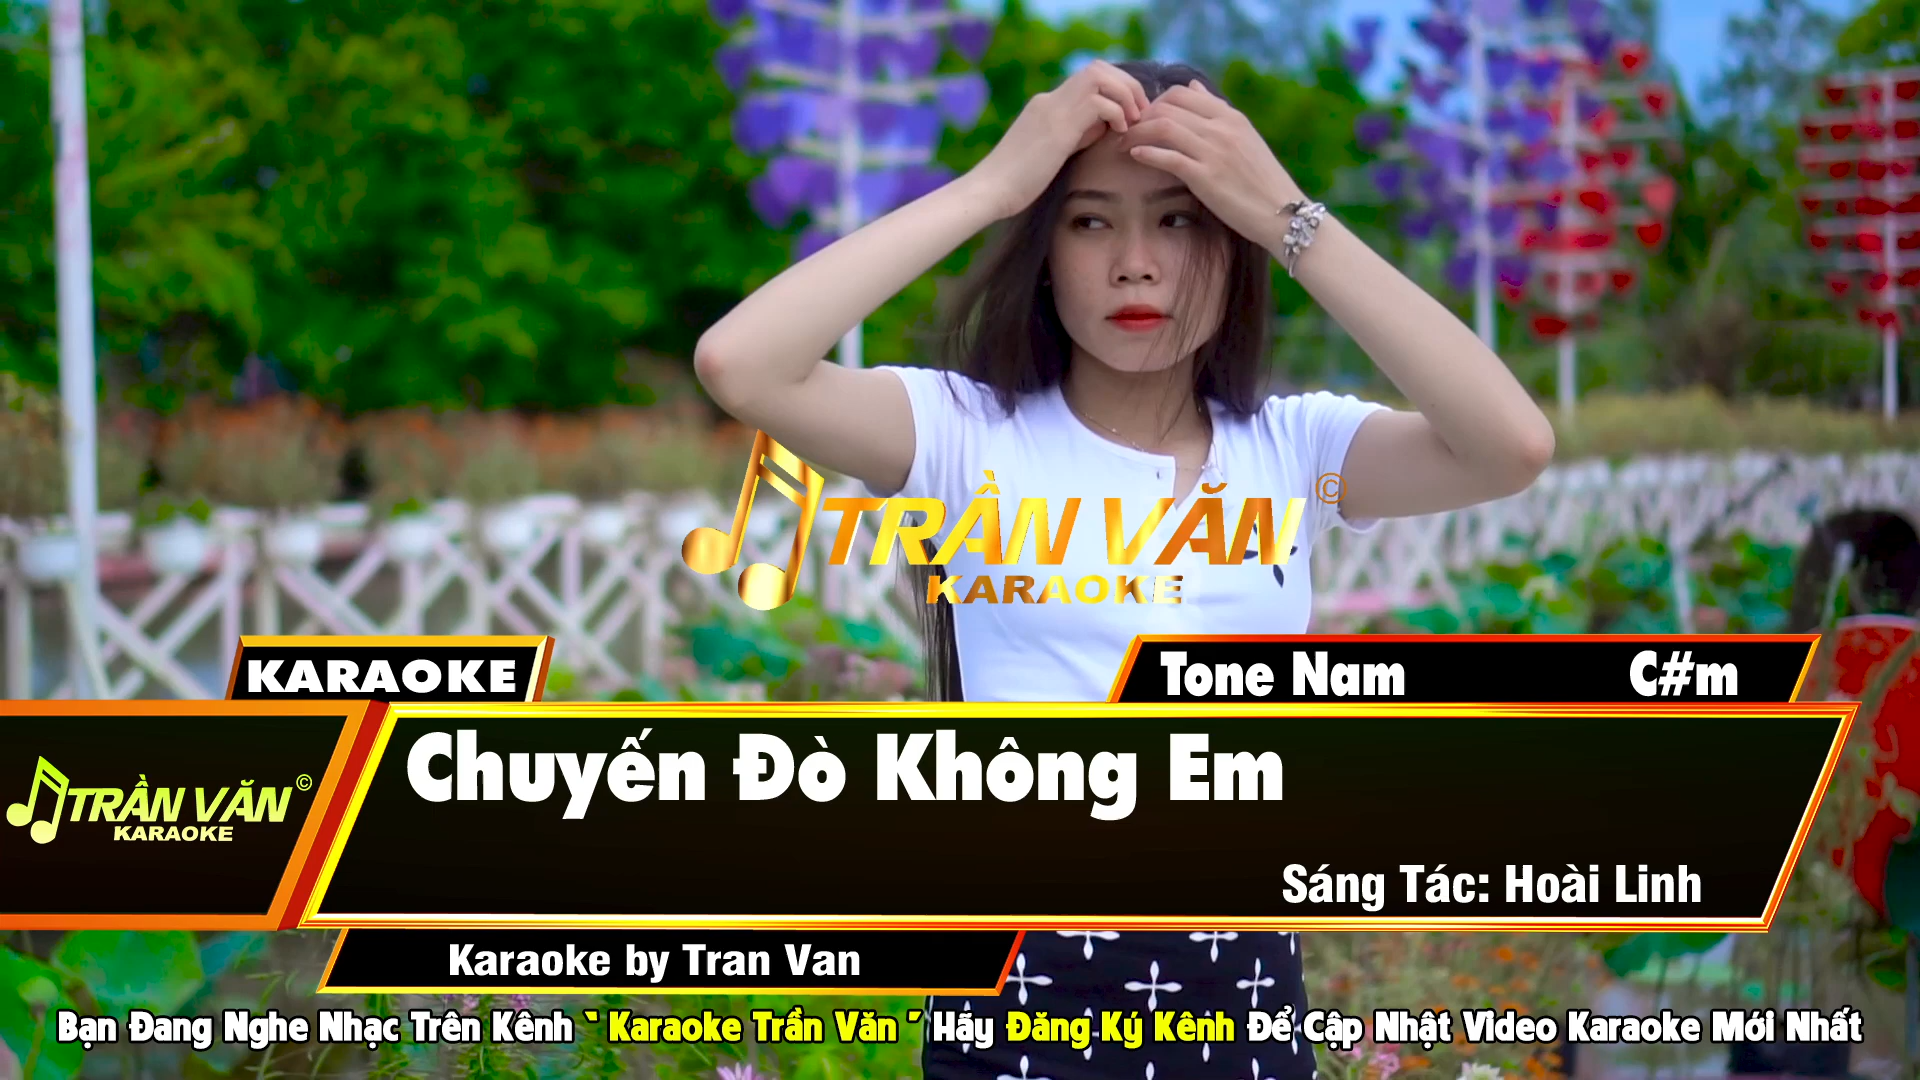 TRẦN VĂN ©
KARAOKE
KARAOKE
Tone Nam C#m
Chuyến Đò Không Em
TRẦN VĂN ©
KARAOKE
Sáng Tác: Hoài Linh
Karaoke by Tran Van
Bạn Đang Nghe Nhạc Trên Kênh " Karaoke Trần Văn " Hãy Đăng Ký Kênh Để Cập Nhật Video Karaoke Mới Nhất